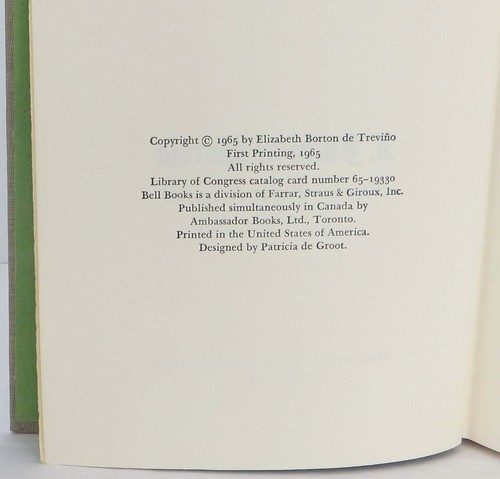 Copyright © 1965 by Elizabeth Borton de Treviño
First Printing, 1965
All rights reserved.
Library of Congress catalog card number 65–19330
Bell Books is a division of Farrar, Straus & Giroux, Inc.
Published simultaneously in Canada by
Ambassador Books, Ltd., Toronto.
Printed in the United States of America.
Designed by Patricia de Groot.